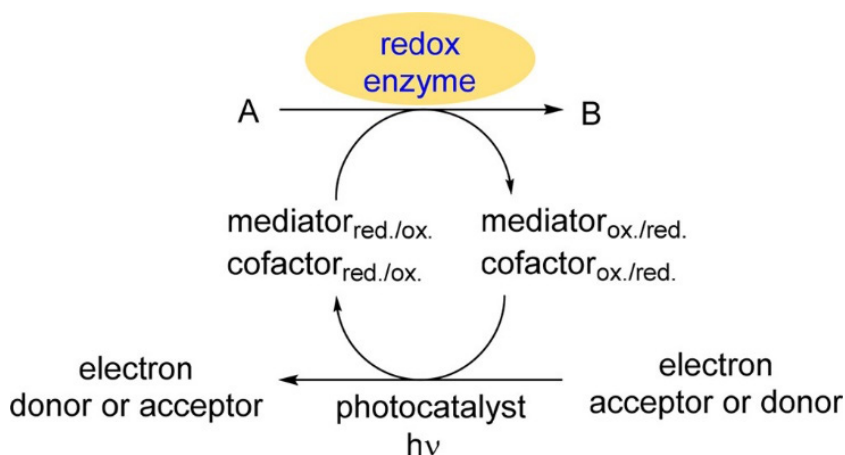 redox
enzyme
A
B
mediatorred./ox.
mediatorox./red.
cofactorred./ox.
cofactorox./red.
electron
donor or acceptor
photocatalyst
hν
electron
acceptor or donor